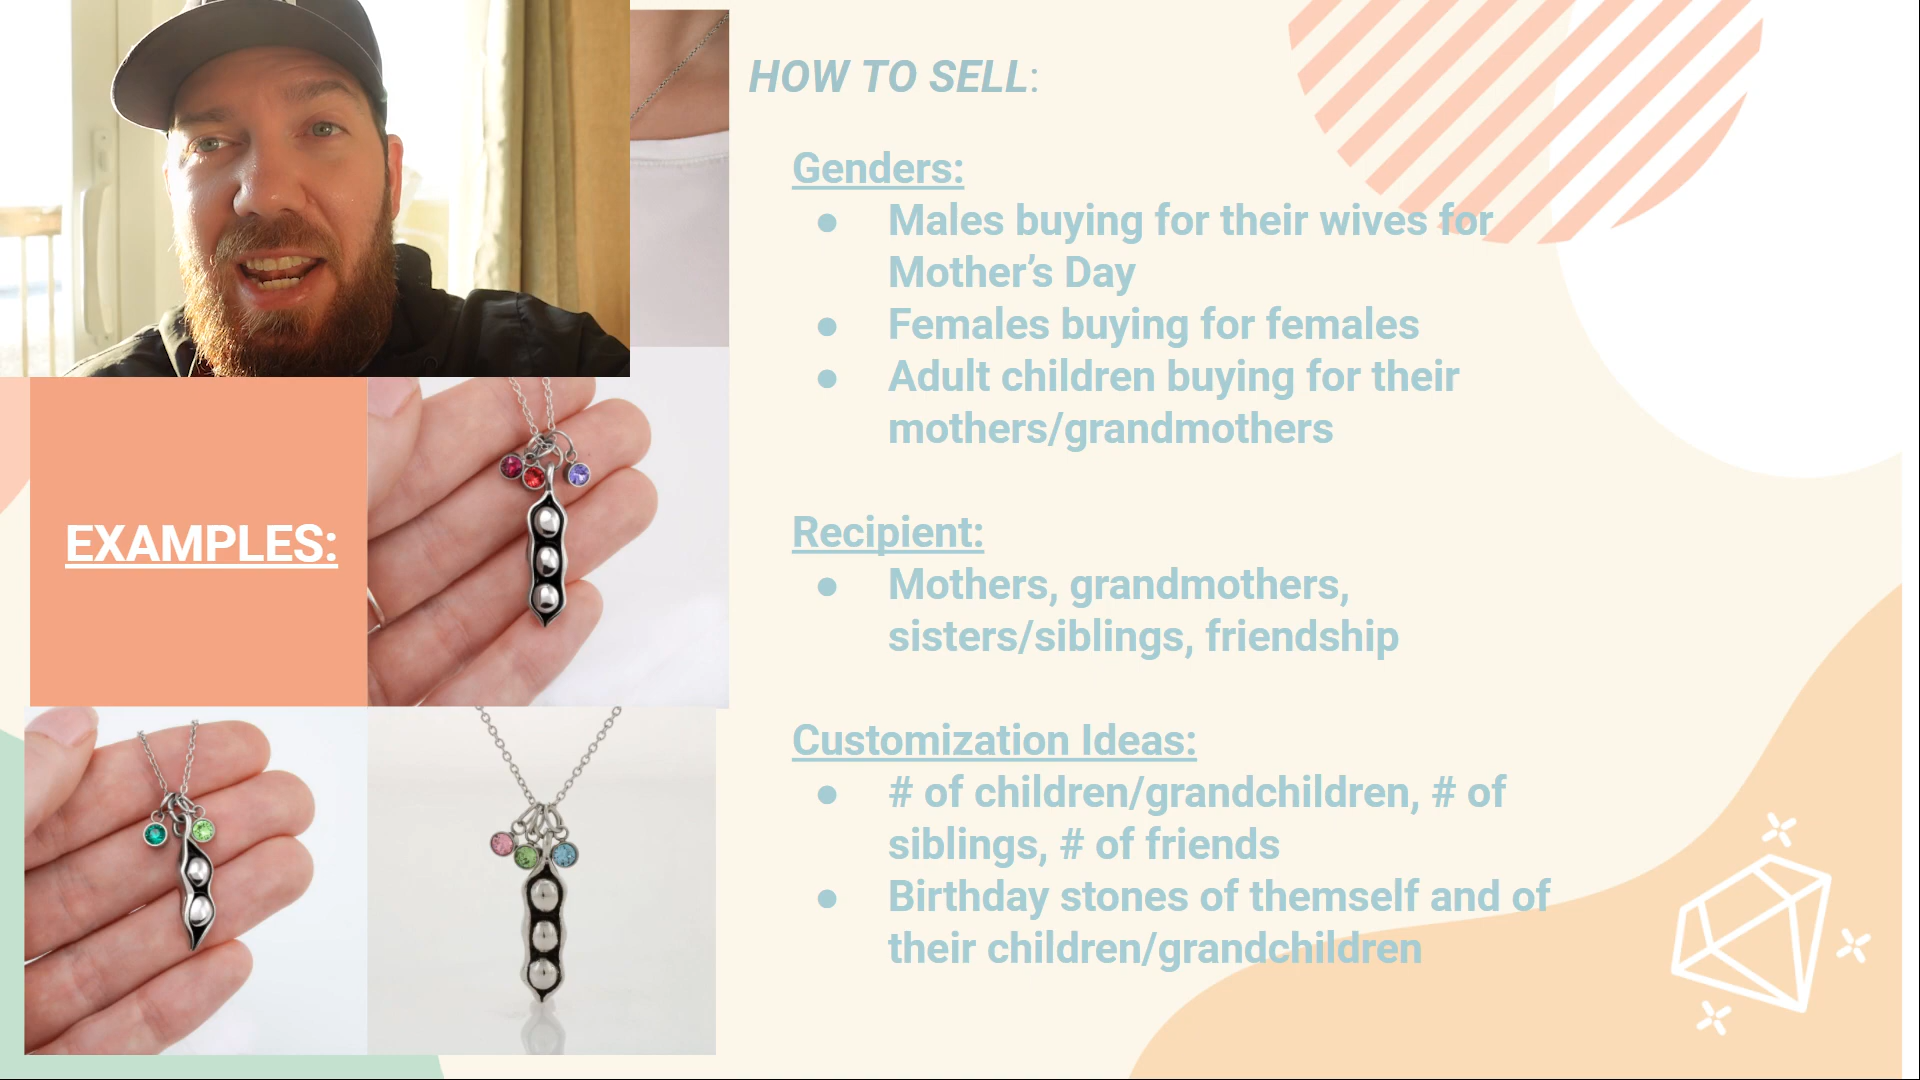 HOW TO SELL:
Genders:
● Males buying for their wives for
Mother’s Day
● Females buying for females
● Adult children buying for their
mothers/grandmothers
EXAMPLES:
Recipient:
● Mothers, grandmothers,
sisters/siblings, friendship
Customization Ideas:
● # of children/grandchildren, # of
siblings, # of friends
● Birthday stones of themself and of
their children/grandchildren